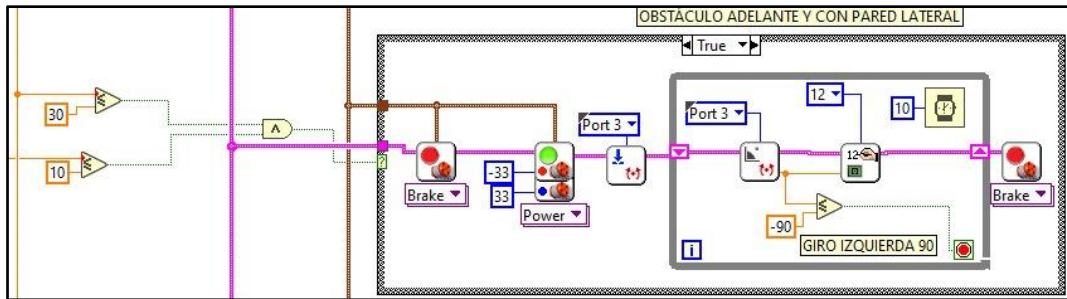 OBSTÁCULO ADELANTE Y CON PARED LATERAL
True
30
10
Port 3
Port 3
12
10
-33
33
12
Brake
Power
-90
GIRO IZQUIERDA 90
i
Brake
?